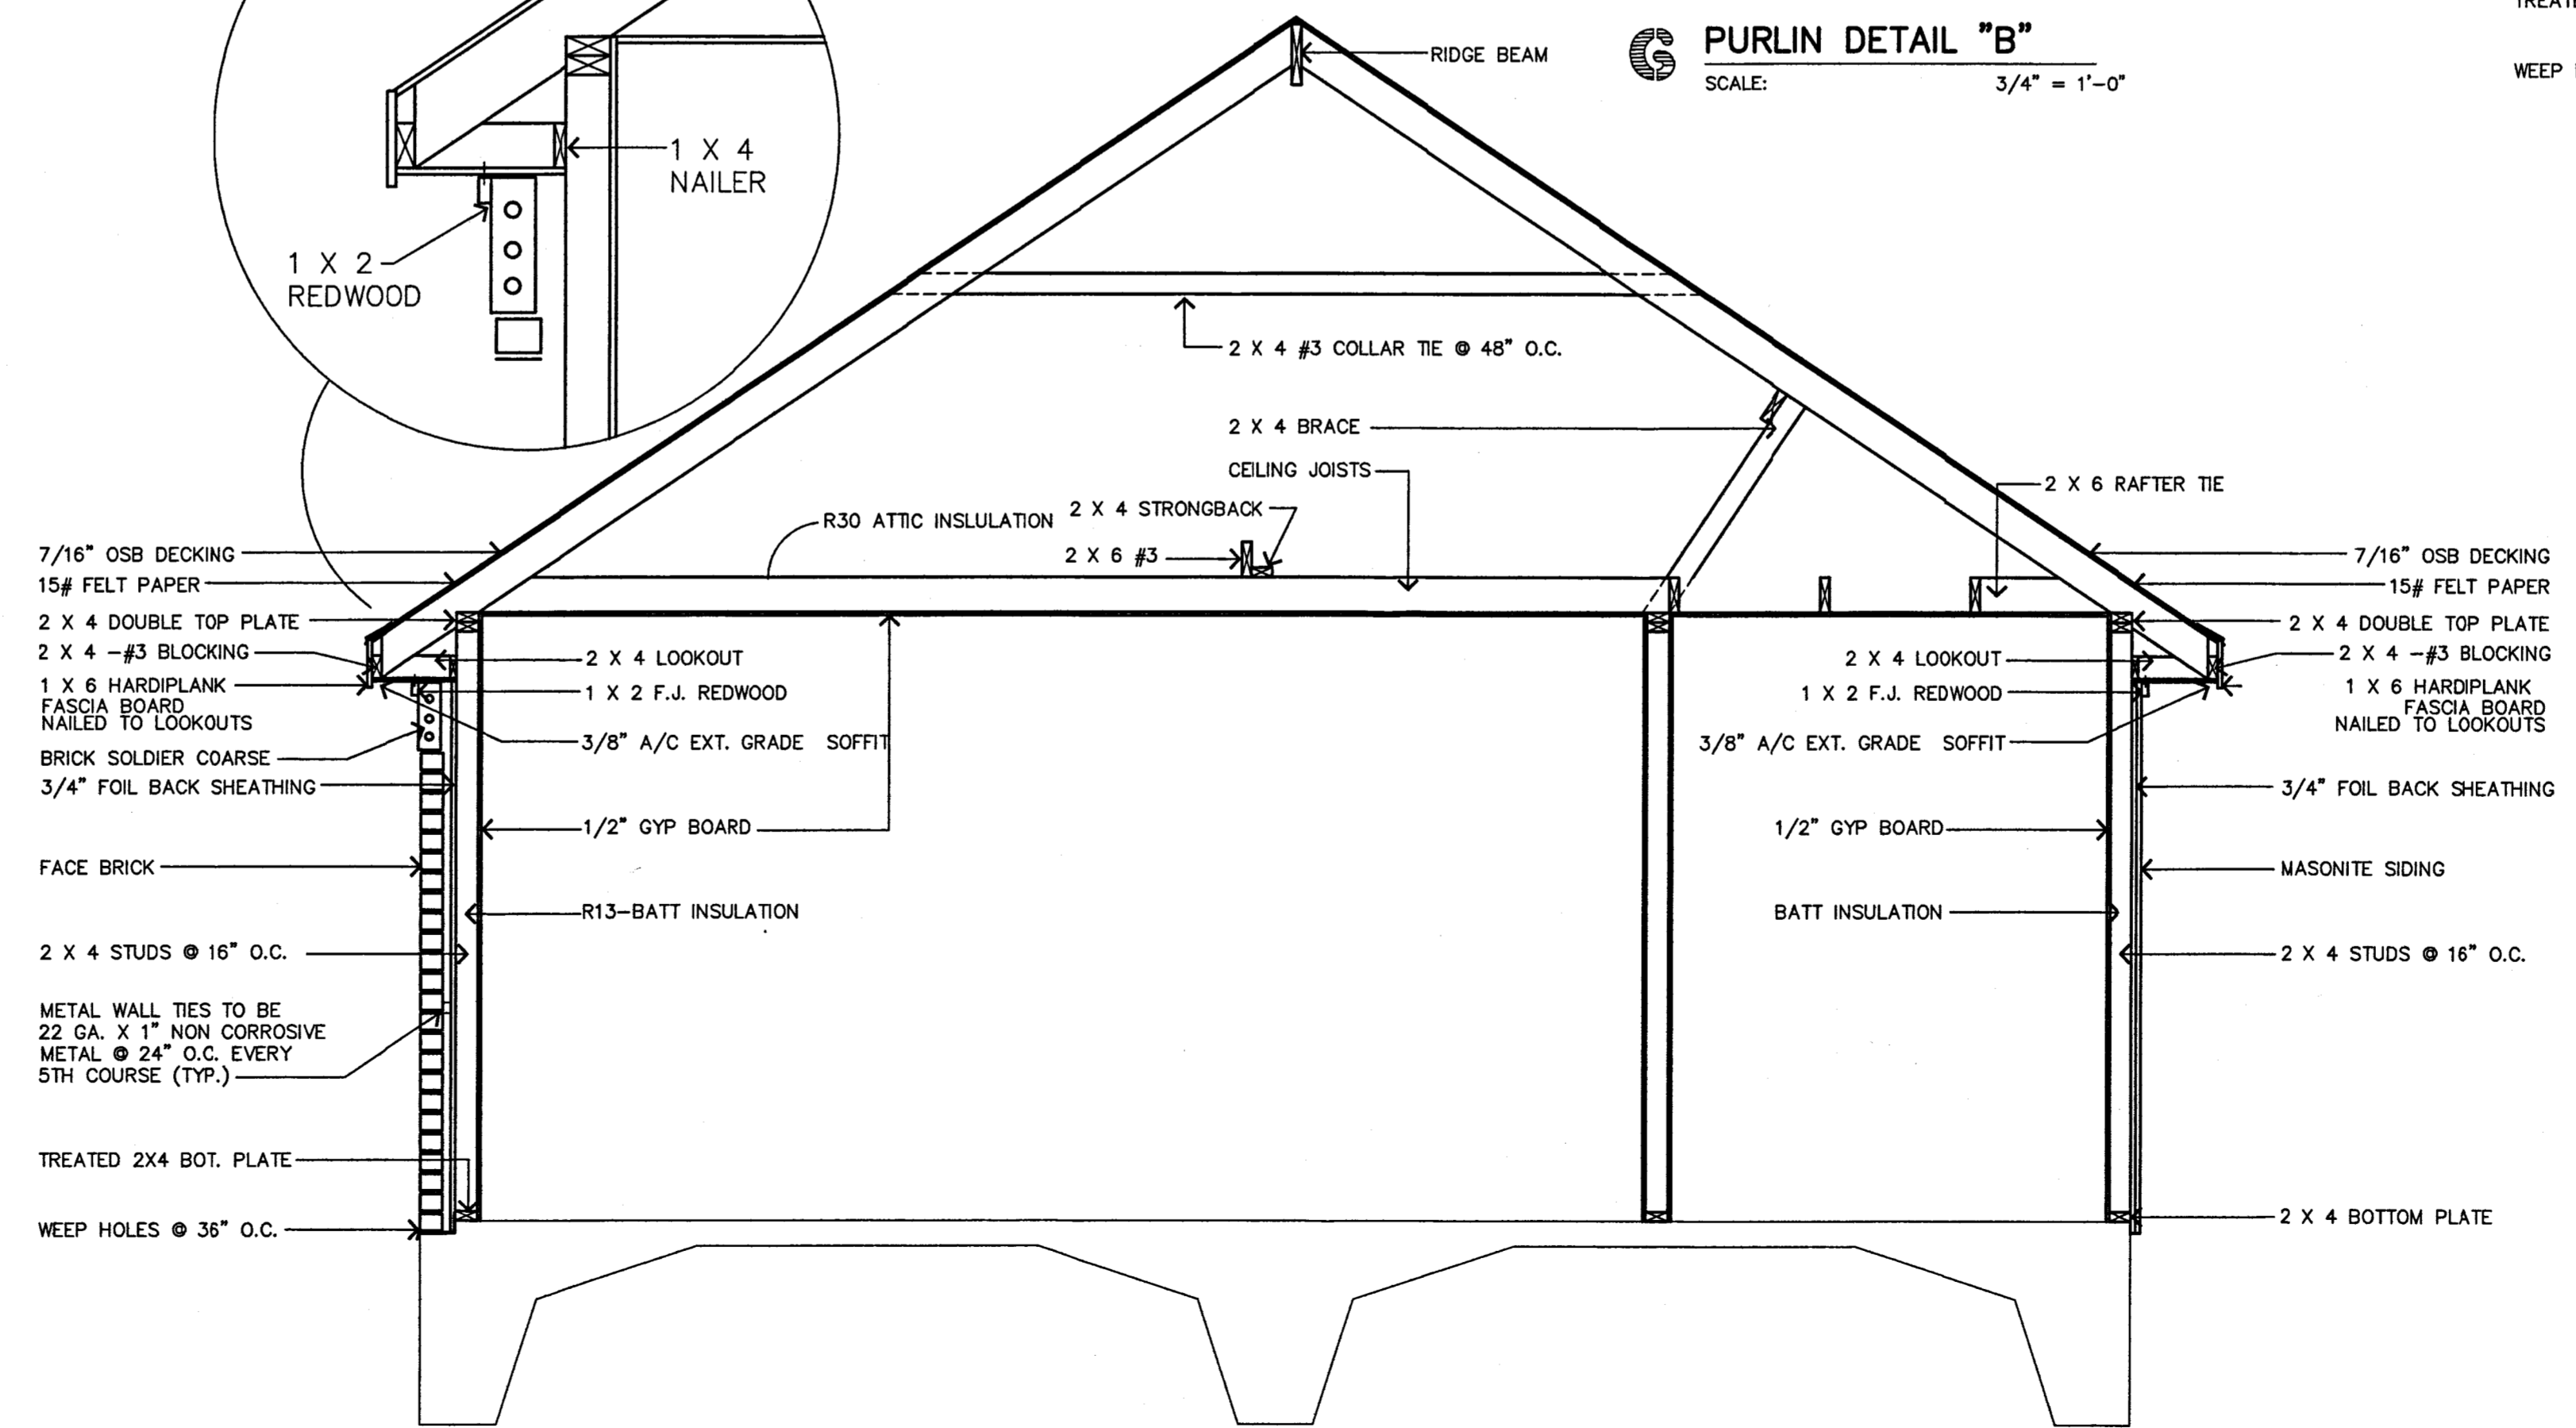 TREATE
PURLIN DETAIL "B"
SCALE: 3/4" = 1'-0"
WEEP
RIDGE BEAM
1 X 4
NAILER
1 X 2
REDWOOD
2 X 4 #3 COLLAR TIE @ 48" O.C.
2 X 4 BRACE
CEILING JOISTS
2 X 4 STRONGBACK
R30 ATTIC INSLULATION
2 X 6 #3
2 X 6 RAFTER TIE
7/16" OSB DECKING
15# FELT PAPER
2 X 4 DOUBLE TOP PLATE
2 X 4 -#3 BLOCKING
1 X 6 HARDIPLANK
FASCIA BOARD
NAILED TO LOOKOUTS
BRICK SOLDIER COARSE
3/4" FOIL BACK SHEATHING
FACE BRICK
2 X 4 STUDS @ 16" O.C.
METAL WALL TIES TO BE
22 GA. X 1" NON CORROSIVE
METAL @ 24" O.C. EVERY
5TH COURSE (TYP.)
TREATED 2X4 BOT. PLATE
WEEP HOLES @ 36" O.C.
2 X 4 LOOKOUT
1 X 2 F.J. REDWOOD
3/8" A/C EXT. GRADE SOFFIT
1/2" GYP BOARD
R13-BATT INSULATION
2 X 4 LOOKOUT
1 X 2 F.J. REDWOOD
3/8" A/C EXT. GRADE SOFFIT
1/2" GYP BOARD
BATT INSULATION
7/16" OSB DECKING
15# FELT PAPER
2 X 4 DOUBLE TOP PLATE
2 X 4 -#3 BLOCKING
1 X 6 HARDIPLANK
FASCIA BOARD
NAILED TO LOOKOUTS
3/4" FOIL BACK SHEATHING
MASONITE SIDING
2 X 4 STUDS @ 16" O.C.
2 X 4 BOTTOM PLATE